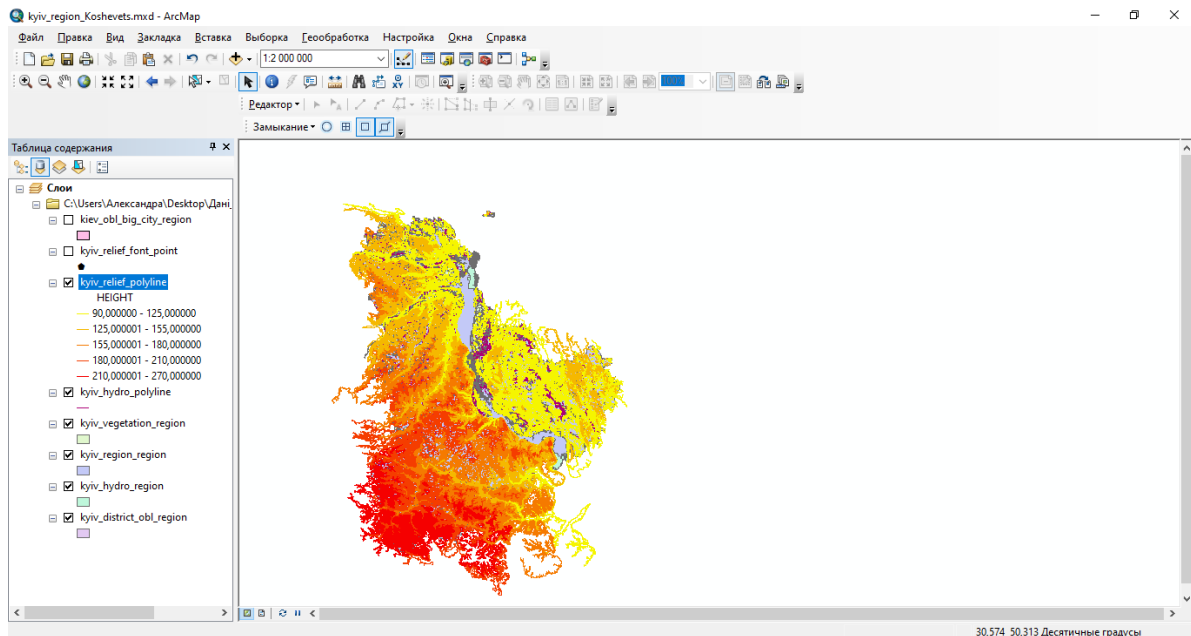 kyiv_region_Koshevets.mxd - ArcMap
Файл Правка Вид Закладка Вставка Выборка Геообработка Настройка Окна Справка
1:2 000 000
Редактор
Замыкание
Таблица содержания
Слои
C:\Users\Александра\Desktop\Дані_
kiev_obl_big_city_region
kyiv_relief_font_point
kyiv_relief_polyline
HEIGHT
90,000000 - 125,000000
125,000001 - 155,000000
155,000001 - 180,000000
180,000001 - 210,000000
210,000001 - 270,000000
kyiv_hydro_polyline
kyiv_vegetation_region
kyiv_region_region
kyiv_hydro_region
kyiv_district_obl_region
30,574 50,313 Десятичные градусы